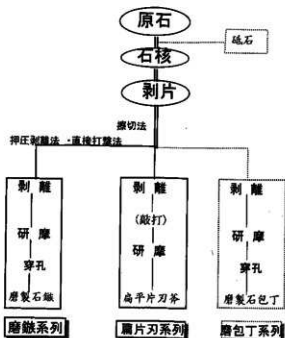 原石
砥石
石核
剥片
擦切法
押圧剥離法・直接打撃法
剥離
研摩
穿孔
磨製石鏃
剥離
(敲打)
研摩
扁平片刃斧
剥離
研摩
穿孔
磨製石包丁
磨鏃系列
扁片刃系列
磨包丁系列